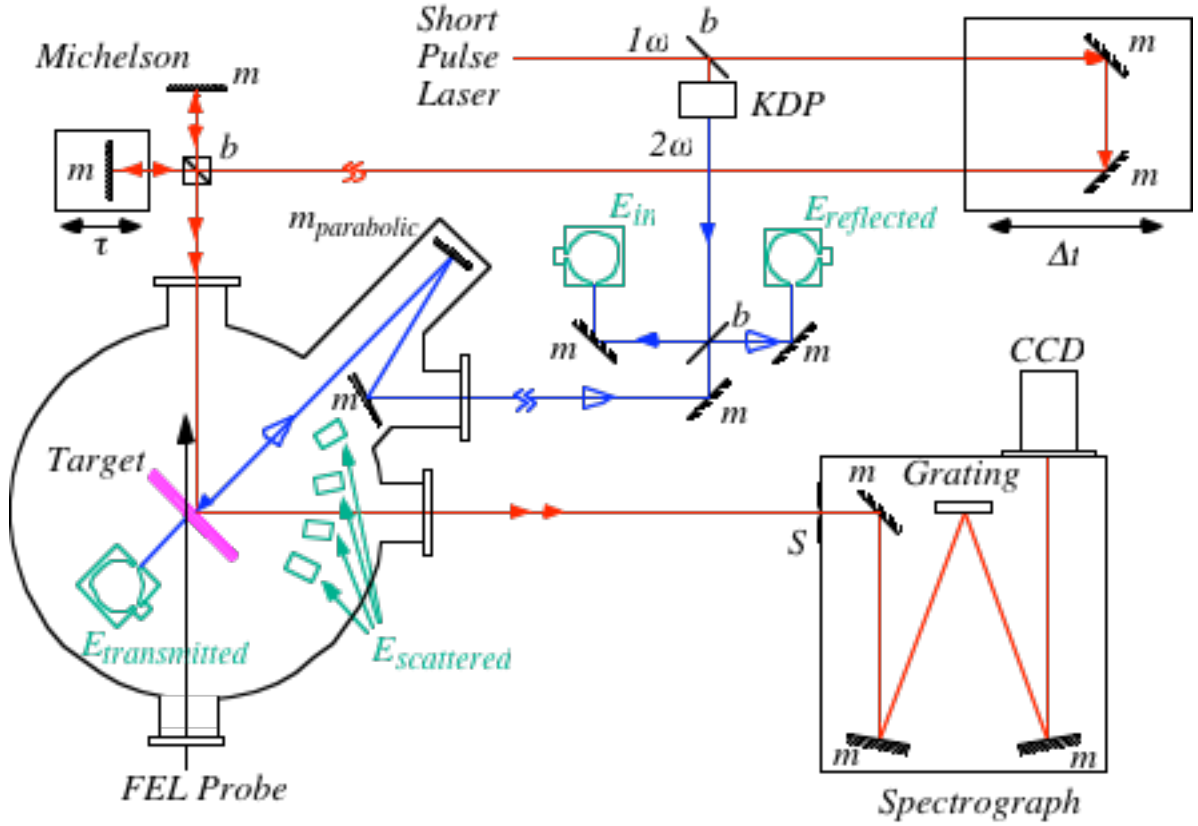 Short
Pulse
Laser
1ω
b
m
Michelson
m
KDP
b
2ω
m
m
τ
m_parabolic
E_in
E_reflected
Δt
b
m
m
CCD
m
m
Target
m
Grating
S
E_transmitted
E_scattered
m
m
FEL Probe
Spectrograph